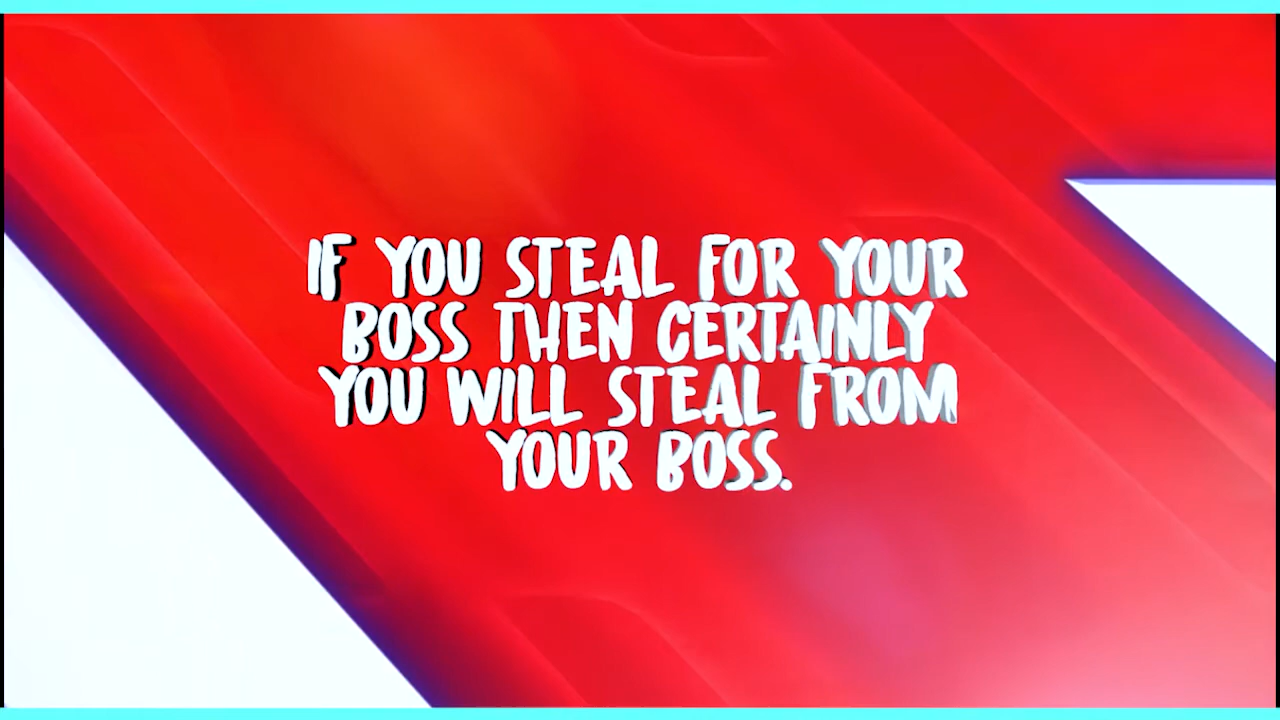 IF YOU STEAL FOR YOUR
BOSS THEN CERTAINLY
YOU WILL STEAL FROM
YOUR BOSS.